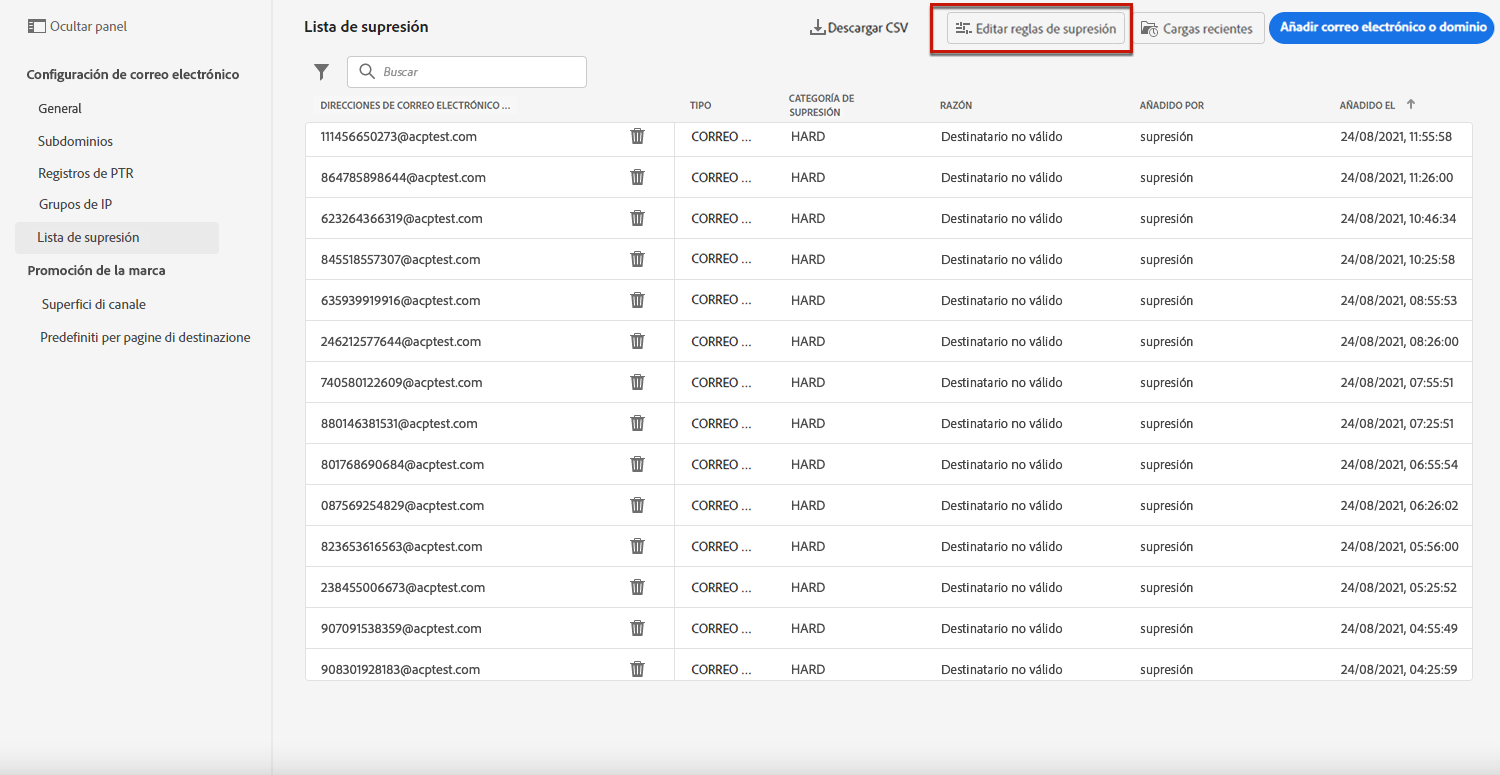 Ocultar panel
Configuración de correo electrónico
General
Subdominios
Registros de PTR
Grupos de IP
Lista de supresión
Promoción de la marca
Superfici di canale
Predefiniti per pagine di destinazione
Lista de supresión
Descargar CSV
Editar reglas de supresión
Cargas recientes
Añadir correo electrónico o dominio
Buscar
DIRECCIONES DE CORREO ELECTRÓNICO ... TIPO CATEGORÍA DE SUPRESIÓN RAZÓN AÑADIDO POR AÑADIDO EL
111456650273@acptest.com CORREO ... HARD Destinatario no válido supresión 24/08/2021, 11:55:58
864785898644@acptest.com CORREO ... HARD Destinatario no válido supresión 24/08/2021, 11:26:00
623264366319@acptest.com CORREO ... HARD Destinatario no válido supresión 24/08/2021, 10:46:34
845518557307@acptest.com CORREO ... HARD Destinatario no válido supresión 24/08/2021, 10:25:58
635939919916@acptest.com CORREO ... HARD Destinatario no válido supresión 24/08/2021, 08:55:53
246212577644@acptest.com CORREO ... HARD Destinatario no válido supresión 24/08/2021, 08:26:00
740580122609@acptest.com CORREO ... HARD Destinatario no válido supresión 24/08/2021, 07:55:51
880146381531@acptest.com CORREO ... HARD Destinatario no válido supresión 24/08/2021, 07:25:51
801768690684@acptest.com CORREO ... HARD Destinatario no válido supresión 24/08/2021, 06:55:54
087569254829@acptest.com CORREO ... HARD Destinatario no válido supresión 24/08/2021, 06:26:02
823653616563@acptest.com CORREO ... HARD Destinatario no válido supresión 24/08/2021, 05:56:00
238455006673@acptest.com CORREO ... HARD Destinatario no válido supresión 24/08/2021, 05:25:52
907091538359@acptest.com CORREO ... HARD Destinatario no válido supresión 24/08/2021, 04:55:49
908301928183@acptest.com CORREO ... HARD Destinatario no válido supresión 24/08/2021, 04:25:59